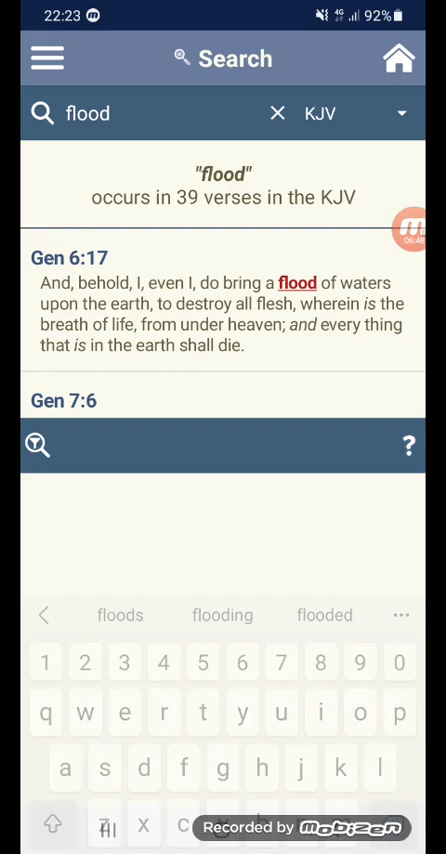 22:23 m 4G 92%
Search
flood × KJV
"flood"
occurs in 39 verses in the KJV
m
06:48
Gen 6:17
And, behold, I, even I, do bring a flood of waters
upon the earth, to destroy all flesh, wherein is the
breath of life, from under heaven; and every thing
that is in the earth shall die.
Gen 7:6
?
floods flooding flooded ...
1 2 3 4 5 6 7 8 9 0
q w e r t y u i o p
a s d f g h j k l
z x c
Recorded by mobizen